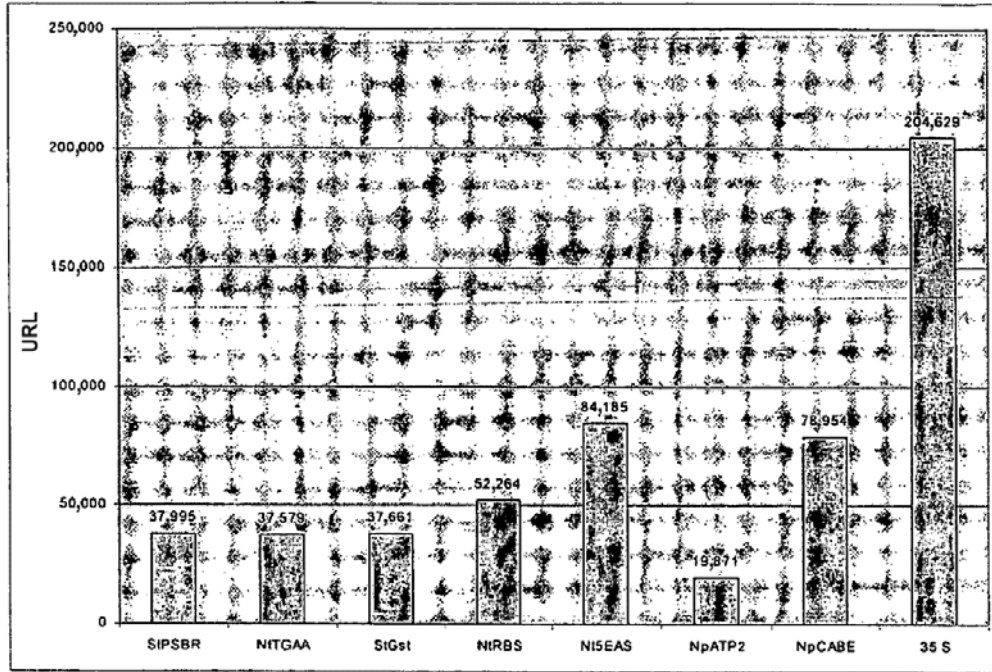 250,000
200,000
150,000
100,000
50,000
0
URL
37,995
37,579
37,661
52,264
84,185
19,871
78,954
204,629
StPSBR
NtTGAA
StGst
NtRBS
Nt5EAS
NpATP2
NpCABE
35 S